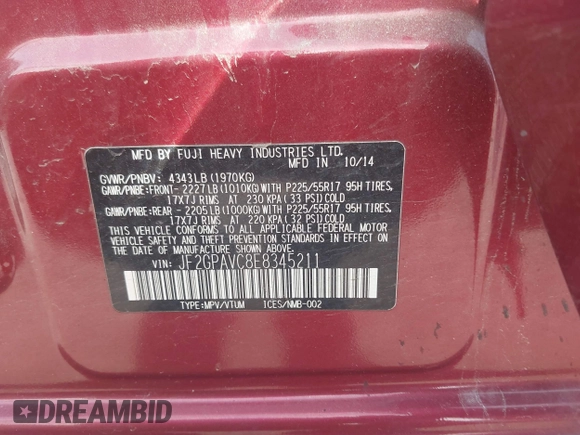 MFD BY FUJI HEAVY INDUSTRIES LTD.
MFD IN 10/14
GVWR/PNBV: 4343LB (1970KG)
GAWR/PNBE:FRONT- 2227LB(1010KG)WITH P225/55R17 95H TIRES,
17X7J RIMS AT 230 KPA (33 PSI)COLD
GAWR/PNBE:REAR - 2205LB(1000KG)WITH P225/55R17 95H TIRES,
17X7J RIMS AT 220 KPA (32 PSI)COLD
THIS VEHICLE CONFORMS TO ALL APPLICABLE FEDERAL MOTOR
VEHICLE SAFETY AND THEFT PREVENTION STANDARDS IN EFFECT ON
THE DATE OF MANUFACTURE SHOWN ABOVE.
VIN: JF2GPAVC8E8345211
TYPE:MPV/VTUM ICES/NMB-002
DREAMBID